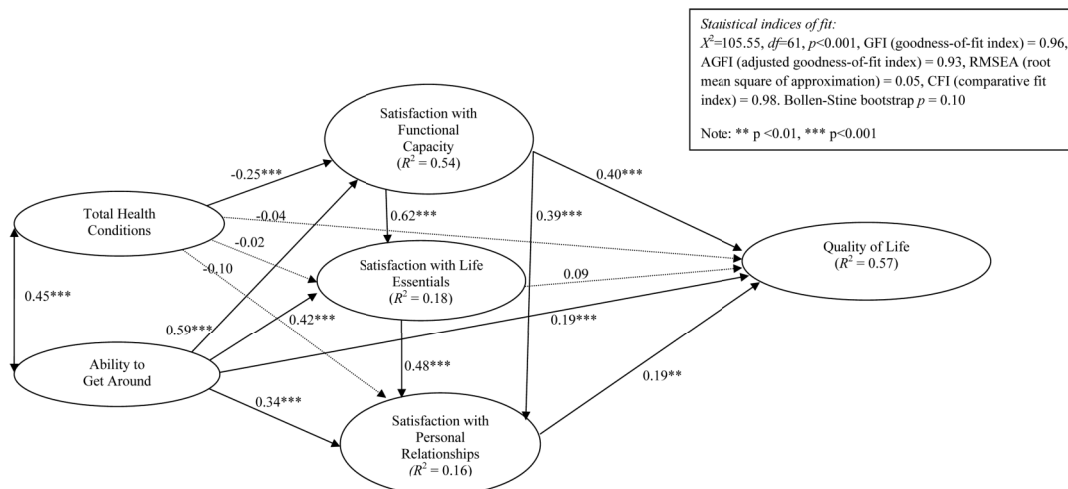 Statistical indices of fit:
X²=105.55, df=61, p<0.001, GFI (goodness-of-fit index) = 0.96,
AGFI (adjusted goodness-of-fit index) = 0.93, RMSEA (root
mean square of approximation) = 0.05, CFI (comparative fit
index) = 0.98. Bollen-Stine bootstrap p = 0.10
Note: ** p <0.01, *** p<0.001
Satisfaction with
Functional
Capacity
(R² = 0.54)
-0.25***
0.40***
Total Health
Conditions
-0.04
0.62***
0.39***
-0.02
Quality of Life
(R² = 0.57)
Satisfaction with Life
Essentials
(R² = 0.18)
-0.10
0.09
0.45***
0.59***
0.42***
0.19***
Ability to
Get Around
0.48***
0.19**
0.34***
Satisfaction with
Personal
Relationships
(R² = 0.16)